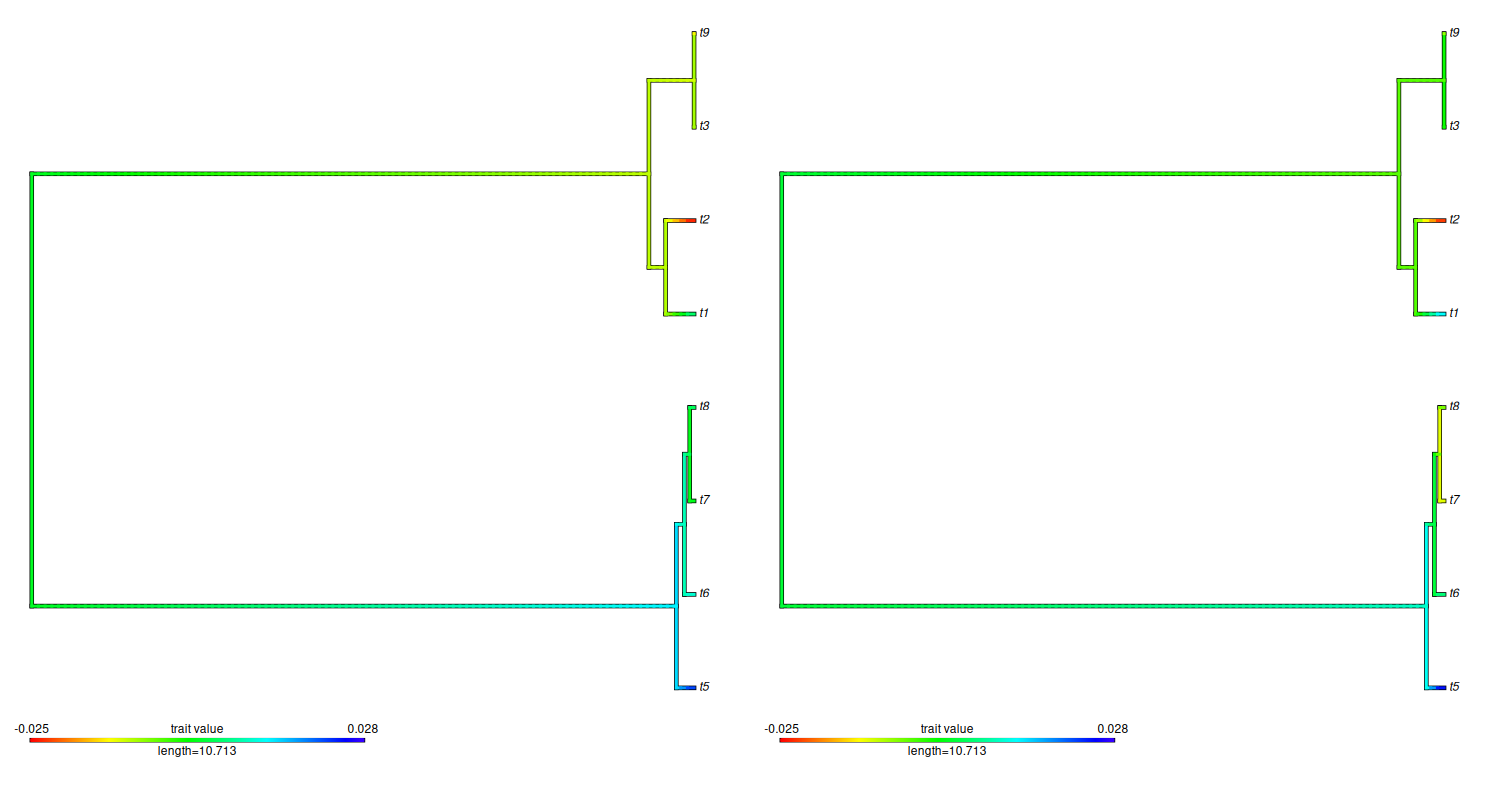 t9
t3
t2
t1
t8
t7
t6
t5
-0.025 trait value 0.028
length=10.713
t9
t3
t2
t1
t8
t7
t6
t5
-0.025 trait value 0.028
length=10.713